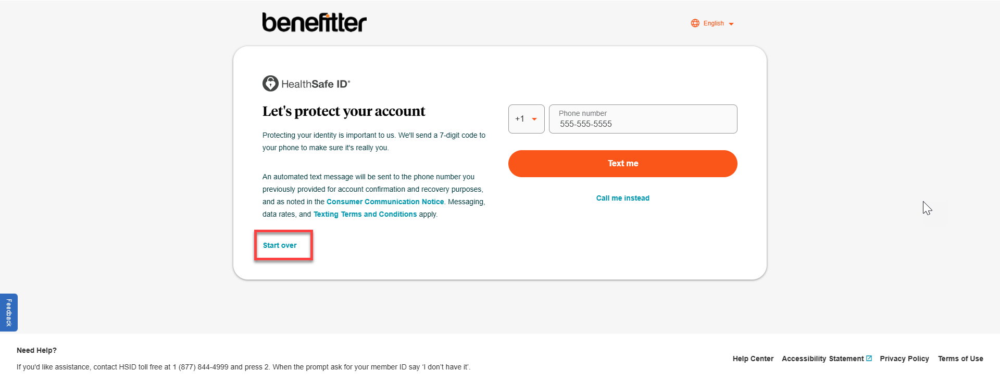 benefitter
English
HealthSafe ID®
Let's protect your account
Protecting your identity is important to us. We'll send a 7-digit code to
your phone to make sure it's really you.
An automated text message will be sent to the phone number you
previously provided for account confirmation and recovery purposes,
and as noted in the Consumer Communication Notice. Messaging,
data rates, and Texting Terms and Conditions apply.
Start over
+1
Phone number
555-555-5555
Text me
Call me instead
Feedback
Need Help?
If you'd like assistance, contact HSID toll free at 1 (877) 844-4999 and press 2. When the prompt ask for your member ID say ‘I don’t have it’.
Help Center Accessibility Statement Privacy Policy Terms of Use